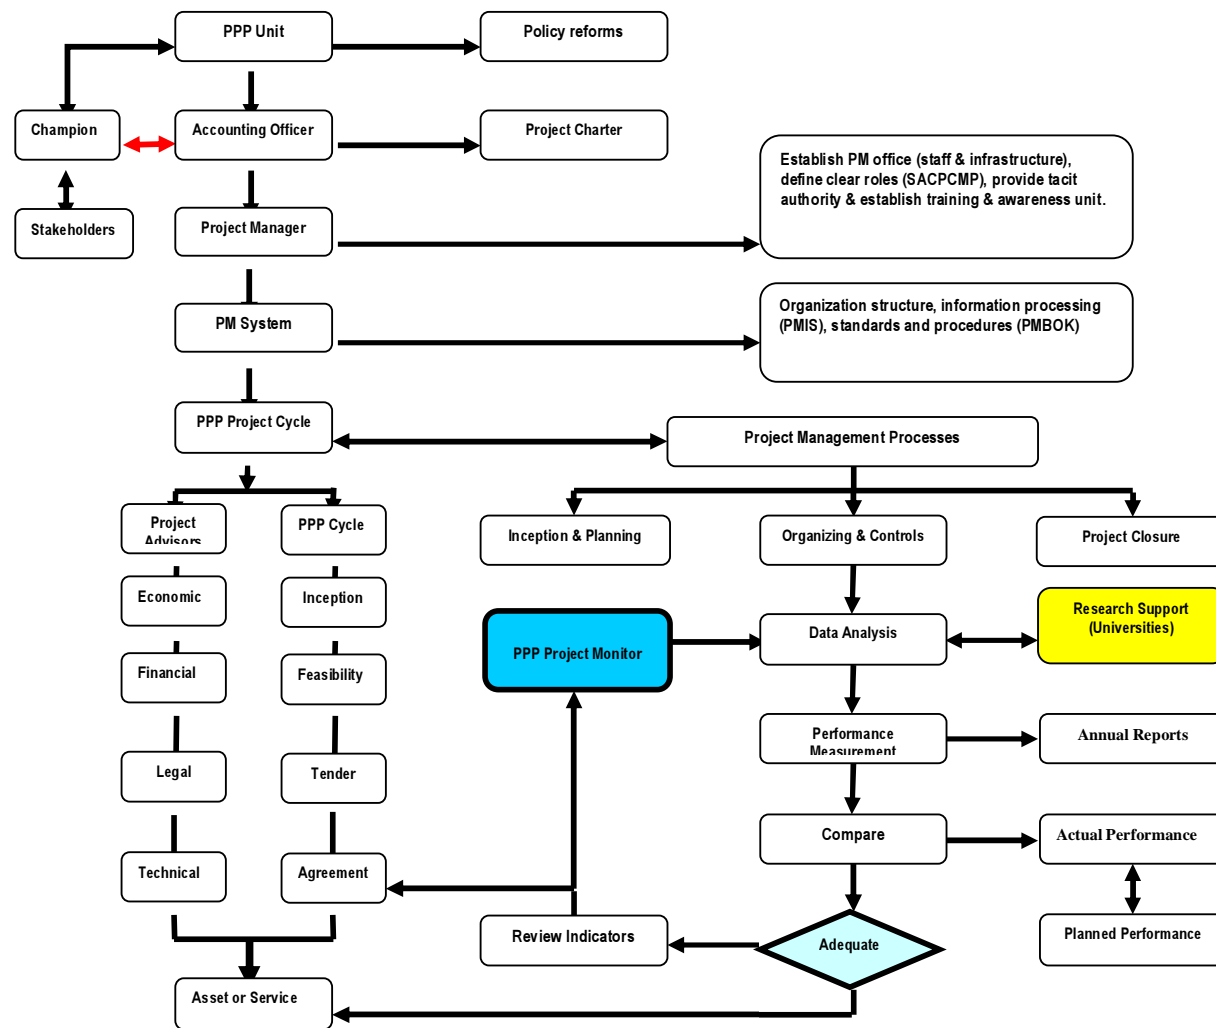 PPP Unit
Policy reforms
Champion
Accounting Officer
Project Charter
Establish PM office (staff & infrastructure),
define clear roles (SACPCMP), provide tacit
authority & establish training & awareness unit.
Stakeholders
Project Manager
Organization structure, information processing
(PMIS), standards and procedures (PMBOK)
PM System
PPP Project Cycle
Project Management Processes
Project
Advisors
PPP Cycle
Inception & Planning
Organizing & Controls
Project Closure
Economic
Inception
Data Analysis
Research Support
(Universities)
PPP Project Monitor
Financial
Feasibility
Performance
Measurement
Annual Reports
Legal
Tender
Compare
Actual Performance
Technical
Agreement
Review Indicators
Adequate
Planned Performance
Asset or Service